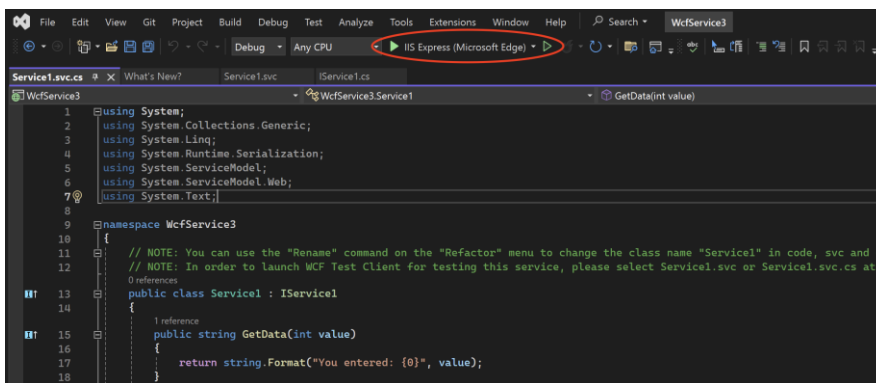 File Edit View Git Project Build Debug Test Analyze Tools Extensions Window Help Search WcfService3
Debug Any CPU IIS Express (Microsoft Edge)
Service1.svc.cs What's New? Service1.svc IService1.cs
WcfService3 WcfService3.Service1 GetData(int value)
1 using System;
2 using System.Collections.Generic;
3 using System.Linq;
4 using System.Runtime.Serialization;
5 using System.ServiceModel;
6 using System.ServiceModel.Web;
7 using System.Text;
8
9 namespace WcfService3
10 {
11 // NOTE: You can use the "Rename" command on the "Refactor" menu to change the class name "Service1" in code, svc and
12 // NOTE: In order to launch WCF Test Client for testing this service, please select Service1.svc or Service1.svc.cs at
0 references
13 public class Service1 : IService1
14 {
1 reference
15 public string GetData(int value)
16 {
17 return string.Format("You entered: {0}", value);
18 }